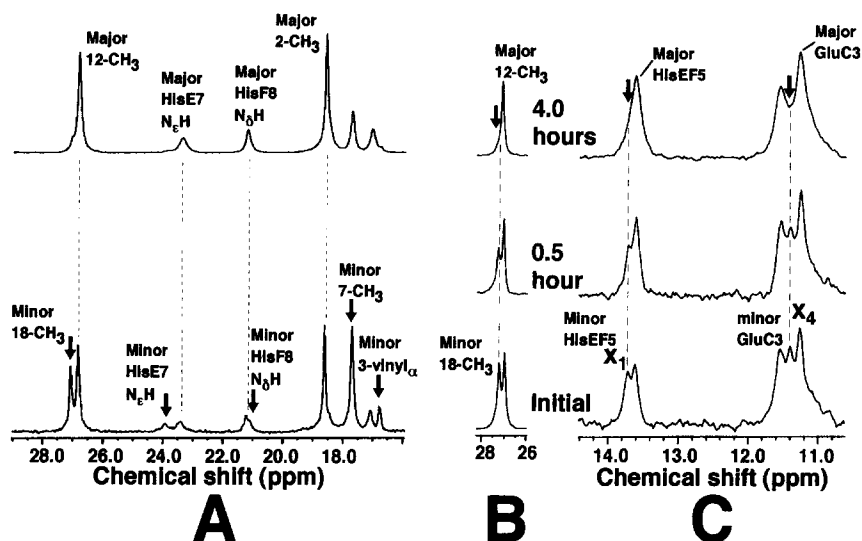 Major
12-CH₃
Major
HisE7
NεH
Major
HisF8
NδH
Major
2-CH₃
Minor
18-CH₃
Minor
HisE7
NεH
Minor
HisF8
NδH
Minor
7-CH₃
Minor
3-vinylα
28.0 26.0 24.0 22.0 20.0 18.0
Chemical shift (ppm)
A
Major
12-CH₃
4.0
hours
0.5
hour
Minor
18-CH₃
Initial
28 26
B
Major
HisEF5
Major
GluC3
Minor
HisEF5
X₁
minor
GluC3
X₄
14.0 13.0 12.0 11.0
Chemical shift (ppm)
C